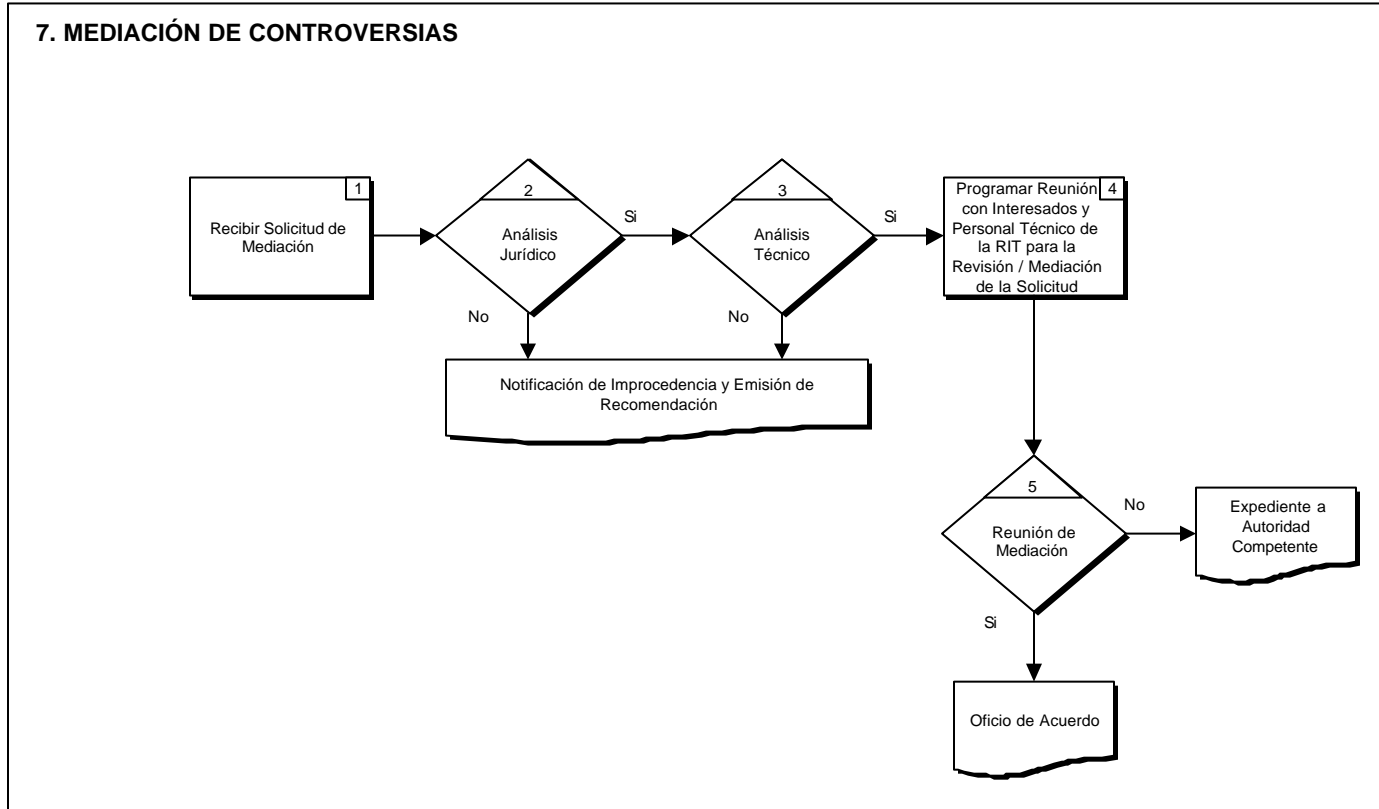 7. MEDIACIÓN DE CONTROVERSIAS
1
Recibir Solicitud de
Mediación
2
Análisis
Jurídico
Si
No
3
Análisis
Técnico
Si
No
4
Programar Reunión
con Interesados y
Personal Técnico de
la RIT para la
Revisión / Mediación
de la Solicitud
Notificación de Improcedencia y Emisión de
Recomendación
5
Reunión de
Mediación
No
Expediente a
Autoridad
Competente
Si
Oficio de Acuerdo